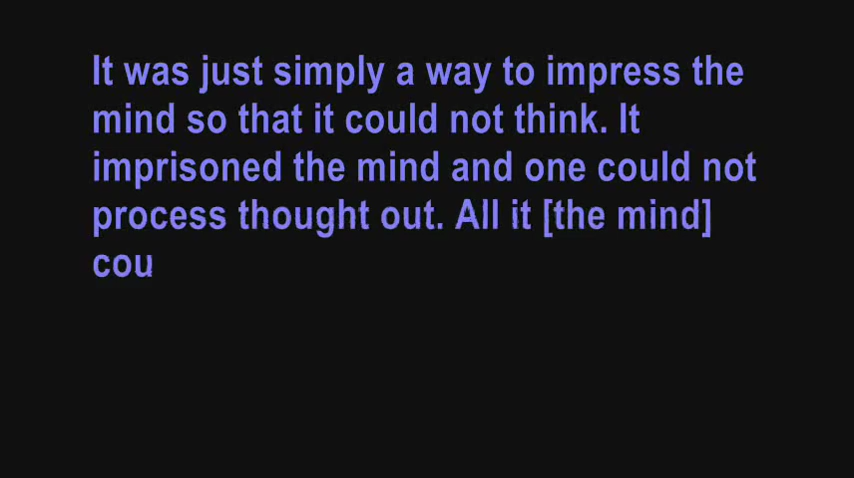 It was just simply a way to impress the
mind so that it could not think. It
imprisoned the mind and one could not
process thought out. All it [the mind]
cou